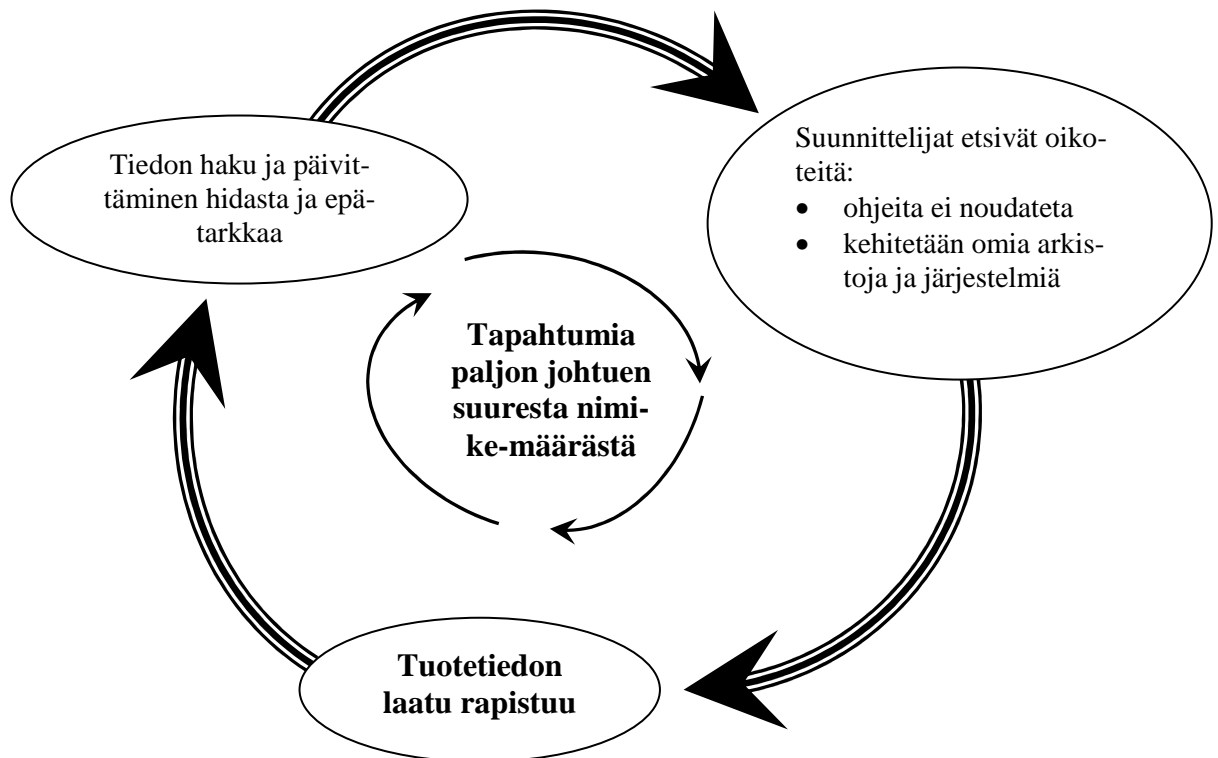 Tiedon haku ja päivit-
täminen hidasta ja epä-
tarkkaa
Suunnittelijat etsivät oiko-
teitä:
• ohjeita ei noudateta
• kehitetään omia arkis-
toja ja järjestelmiä
Tapahtumia
paljon johtuen
suuresta nimi-
ke-määrästä
Tuotetiedon
laatu rapistuu